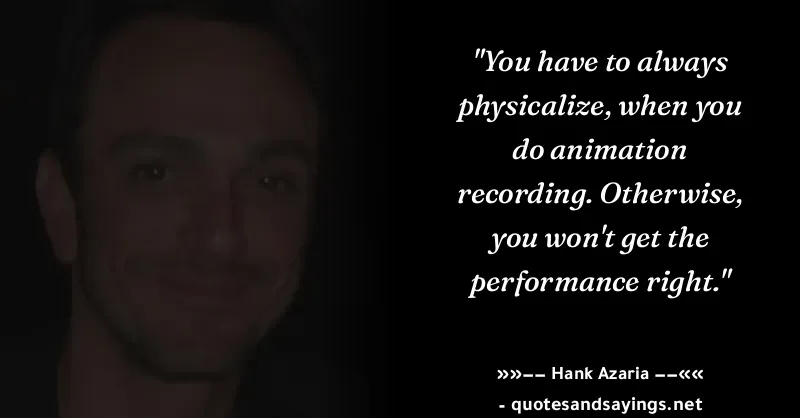 "You have to always
physicalize, when you
do animation
recording. Otherwise,
you won't get the
performance right."
»»–– Hank Azaria ––««
- quotesandsayings.net